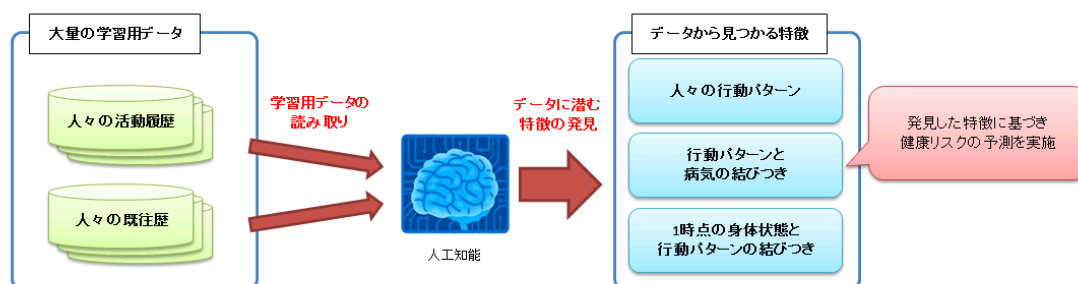 大量の学習用データ
人々の活動履歴
人々の既往歴
学習用データの
読み取り
人工知能
データに潜む
特徴の発見
データから見つかる特徴
人々の行動パターン
行動パターンと
病気の結びつき
1時点の身体状態と
行動パターンの結びつき
発見した特徴に基づき
健康リスクの予測を実施